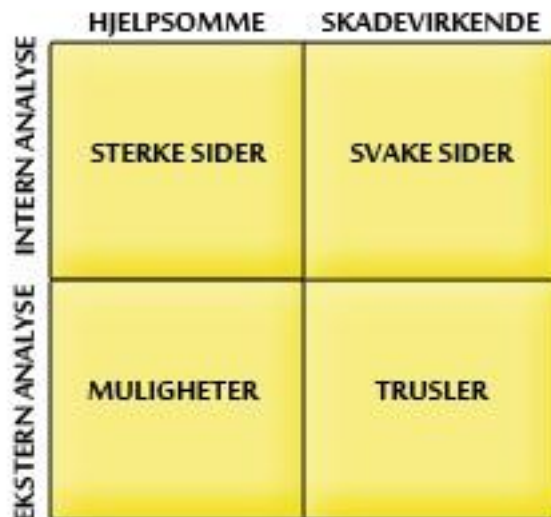 HJELPSOMME SKADEVIRKENDE
INTERN ANALYSE
STERKE SIDER SVAKE SIDER
EKSTERN ANALYSE
MULIGHETER TRUSLER